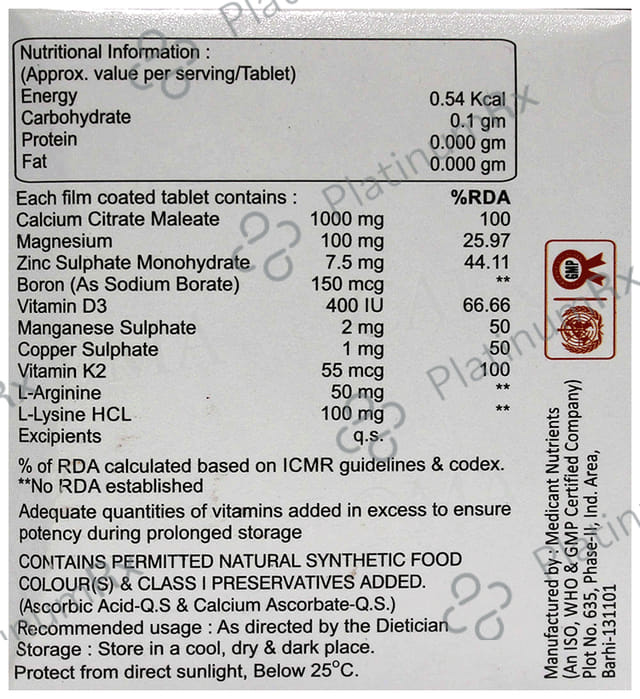 Nutritional Information :
(Approx. value per serving/Tablet)
Energy 0.54 Kcal
Carbohydrate 0.1 gm
Protein 0.000 gm
Fat 0.000 gm
Each film coated tablet contains : %RDA
Calcium Citrate Maleate 1000 mg 100
Magnesium 100 mg 25.97
Zinc Sulphate Monohydrate 7.5 mg 44.11
Boron (As Sodium Borate) 150 mcg **
Vitamin D3 400 IU 66.66
Manganese Sulphate 2 mg 50
Copper Sulphate 1 mg 50
Vitamin K2 55 mcg 100
L-Arginine 50 mg **
L-Lysine HCL 100 mg **
Excipients q.s.
% of RDA calculated based on ICMR guidelines & codex.
**No RDA established
Adequate quantities of vitamins added in excess to ensure
potency during prolonged storage
CONTAINS PERMITTED NATURAL SYNTHETIC FOOD
COLOUR(S) & CLASS I PRESERVATIVES ADDED.
(Ascorbic Acid-Q.S & Calcium Ascorbate-Q.S.)
Recommended usage : As directed by the Dietician
Storage : Store in a cool, dry & dark place.
Protect from direct sunlight, Below 25°C.
GMP
Manufactured by : Medicant Nutrients
(An ISO, WHO & GMP Certified Company)
Plot No. 635, Phase-II, Ind. Area,
Barhi-131101
PlatinumRx
PlatinumRx
PlatinumRx